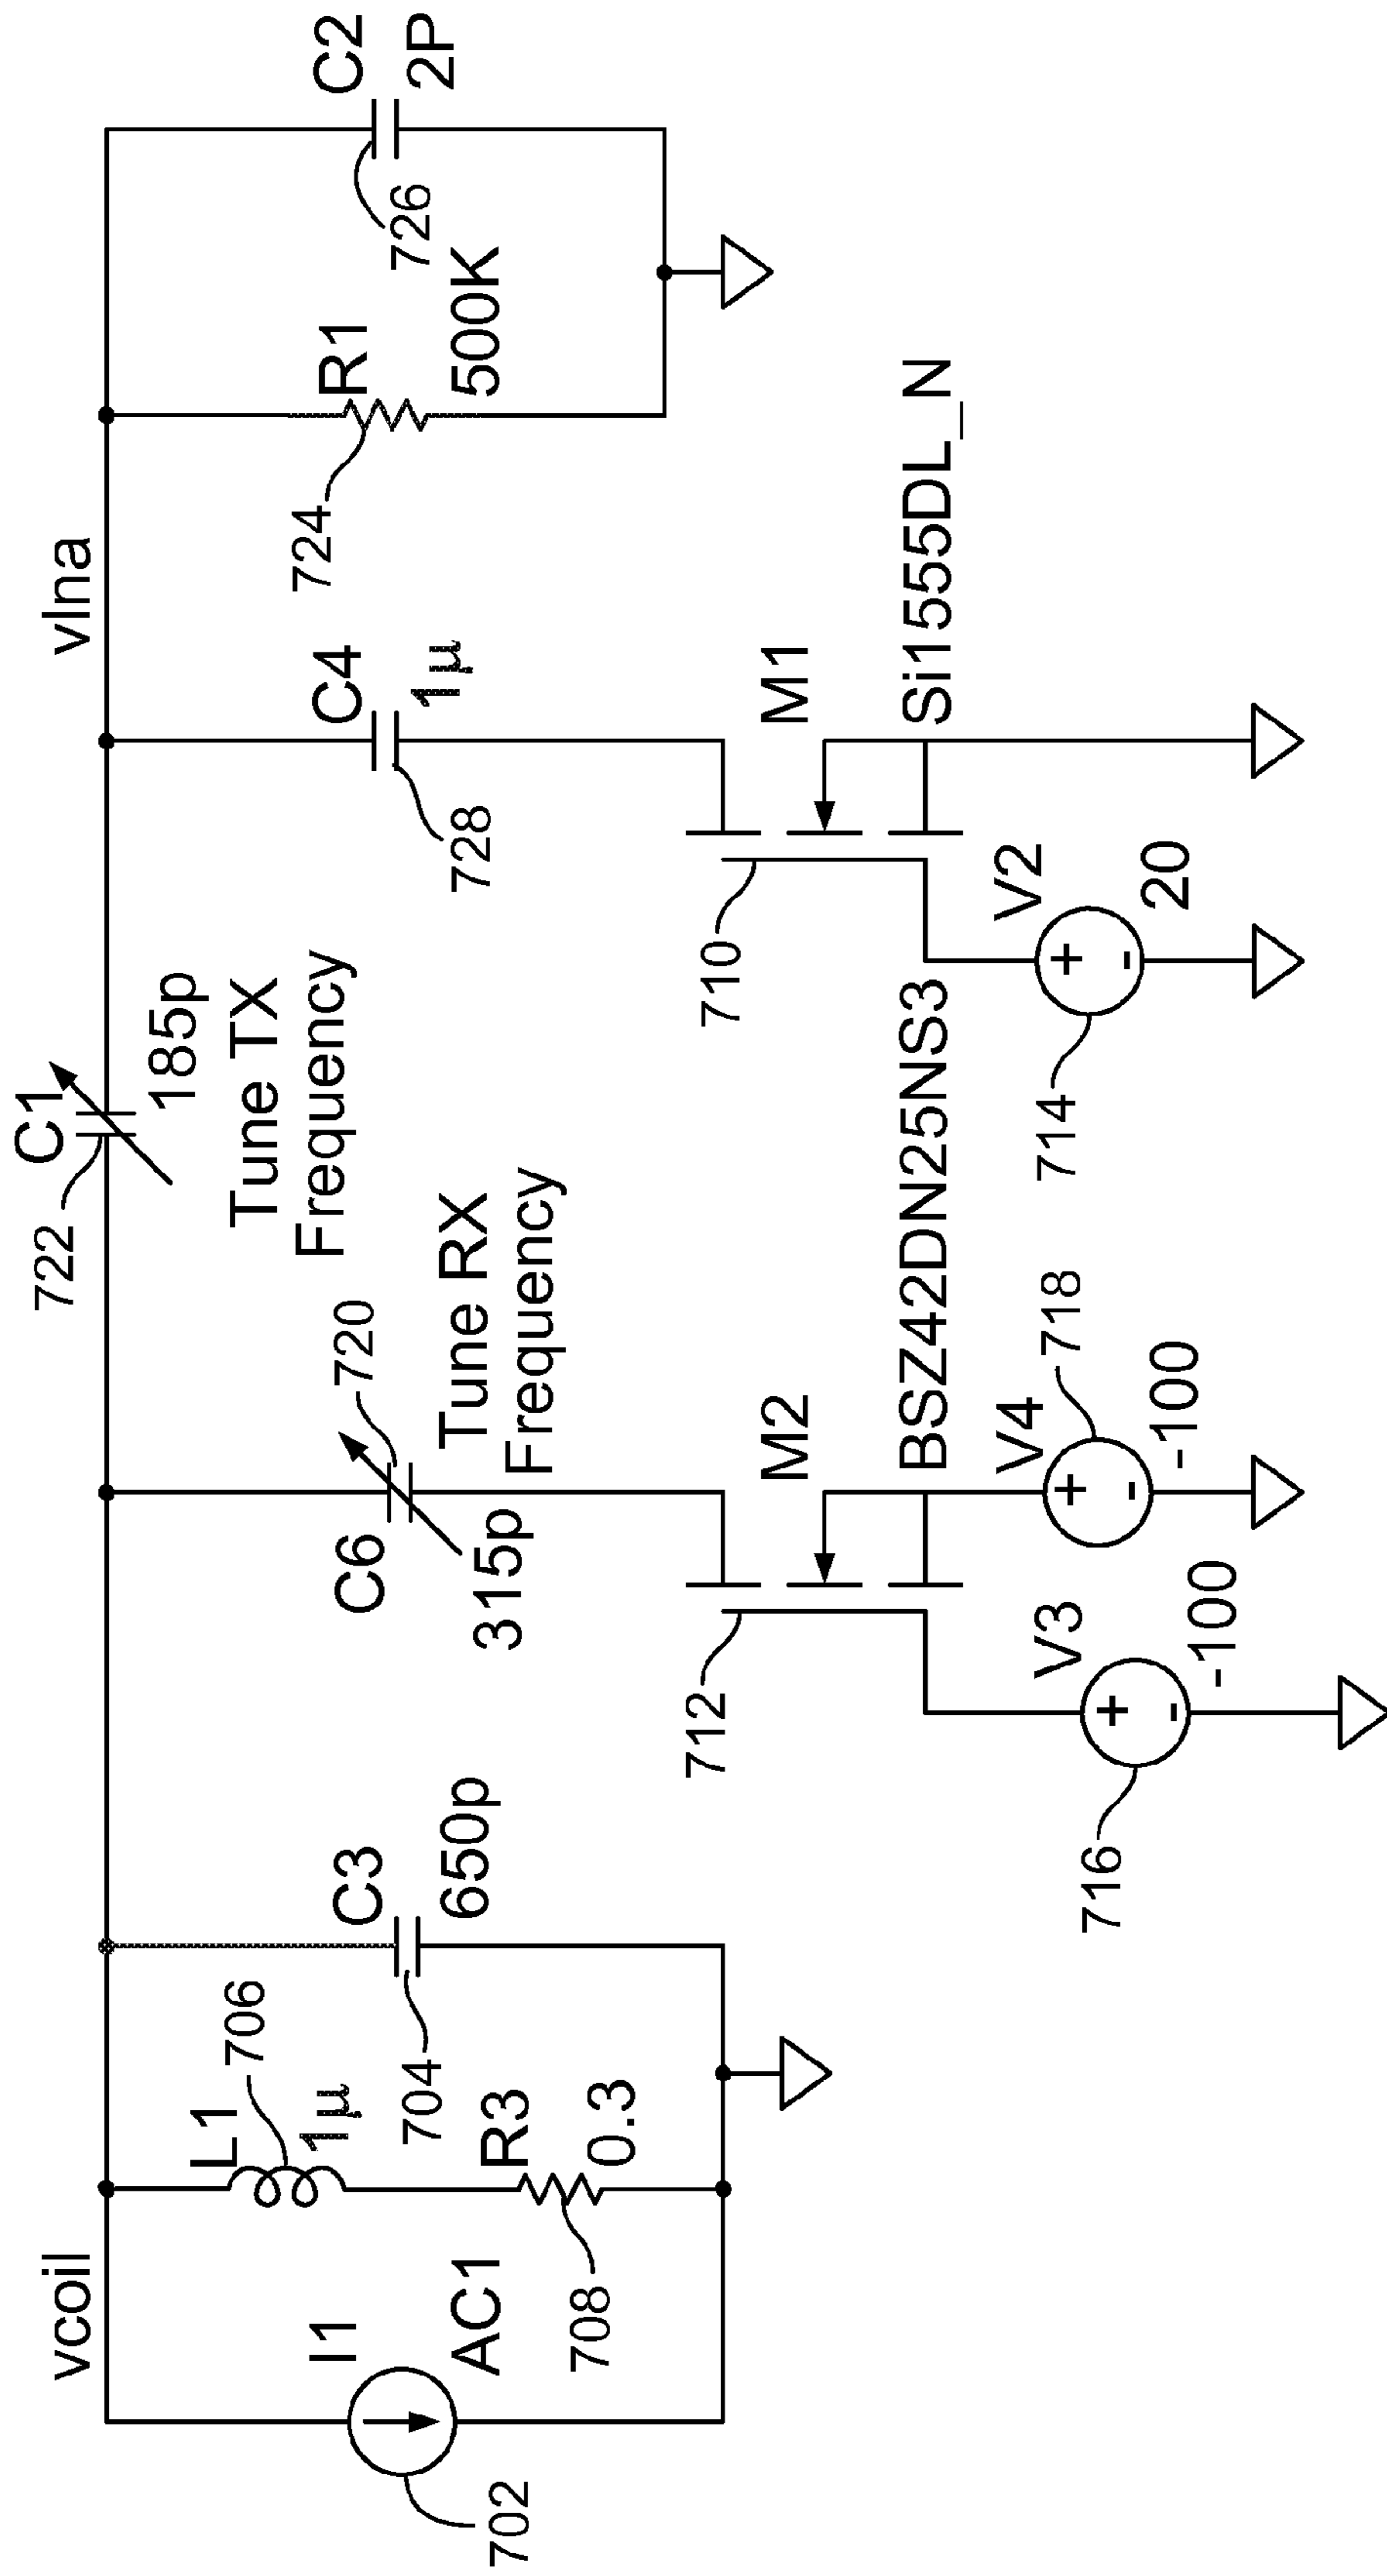 vcoil
I1
AC1
702
L1
1µ
706
R3
0.3
708
C3
650p
704
C6
315p
720
Tune RX
Frequency
C1
185p
722
Tune TX
Frequency
M2
BSZ42DN25NS3
712
V3
-100
716
V4
-100
718
vlna
C4
1µ
728
M1
Si1555DL_N
710
V2
20
714
R1
500K
724
C2
2P
726